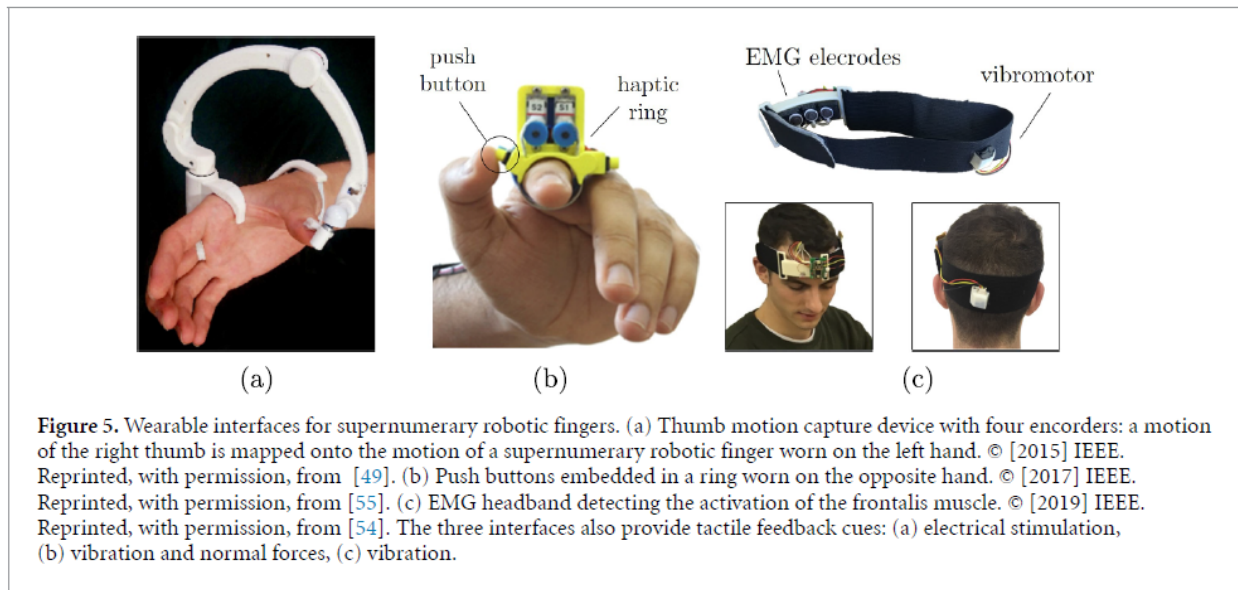 push
button
haptic
ring
S2 S1
EMG elecrodes
vibromotor
(a)
(b)
(c)
Figure 5. Wearable interfaces for supernumerary robotic fingers. (a) Thumb motion capture device with four encorders: a motion
of the right thumb is mapped onto the motion of a supernumerary robotic finger worn on the left hand. © [2015] IEEE.
Reprinted, with permission, from [49]. (b) Push buttons embedded in a ring worn on the opposite hand. © [2017] IEEE.
Reprinted, with permission, from [55]. (c) EMG headband detecting the activation of the frontalis muscle. © [2019] IEEE.
Reprinted, with permission, from [54]. The three interfaces also provide tactile feedback cues: (a) electrical stimulation,
(b) vibration and normal forces, (c) vibration.